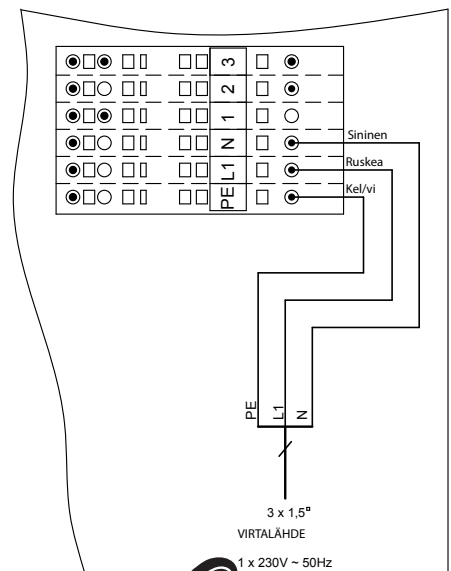 3
2
1
N
L1
PE
Sininen
Ruskea
Kel/vi
PE
L1
N
3 x 1,5¤
VIRTALÄHDE
1 x 230V ~ 50Hz